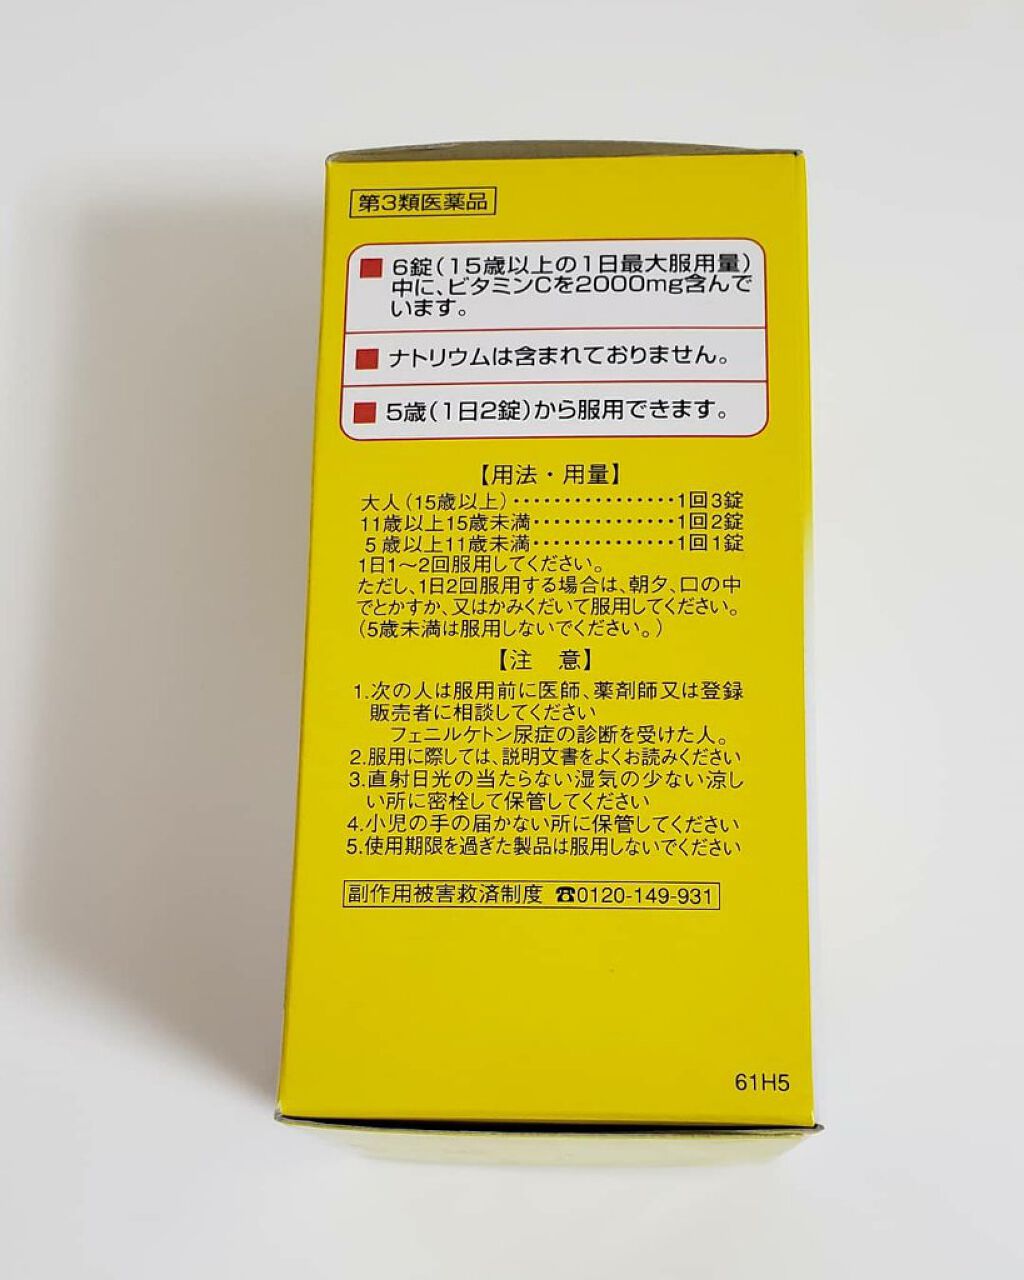 第3類医薬品
■ 6錠(15歳以上の1日最大服用量)
中に、ビタミンCを2000mg含んで
います。
■ ナトリウムは含まれておりません。
■ 5歳(1日2錠)から服用できます。
【用法・用量】
大人(15歳以上)・・・・・・・・・・・・・・・・1回3錠
11歳以上15歳未満・・・・・・・・・・・・・・1回2錠
5歳以上11歳未満・・・・・・・・・・・・・・1回1錠
1日1〜2回服用してください。
ただし、1日2回服用する場合は、朝夕、口の中
でとかすか、又はかみくだいて服用してください。
(5歳未満は服用しないでください。)
【注 意】
1.次の人は服用前に医師、薬剤師又は登録
販売者に相談してください
フェニルケトン尿症の診断を受けた人。
2.服用に際しては、説明文書をよくお読みください
3.直射日光の当たらない湿気の少ない涼し
い所に密栓して保管してください
4.小児の手の届かない所に保管してください
5.使用期限を過ぎた製品は服用しないでください
副作用被害救済制度 ☎0120-149-931
61H5